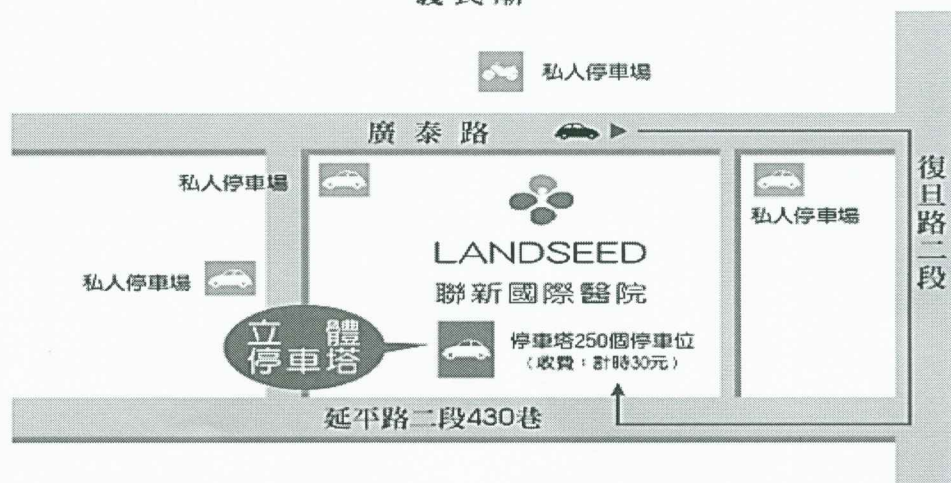 私人停車場
廣泰路
私人停車場
私人停車場
復旦路二段
LANDSEED
聯新國際醫院
私人停車場
立體
停車塔
停車塔250個停車位
(收費：計時30元)
延平路二段430巷